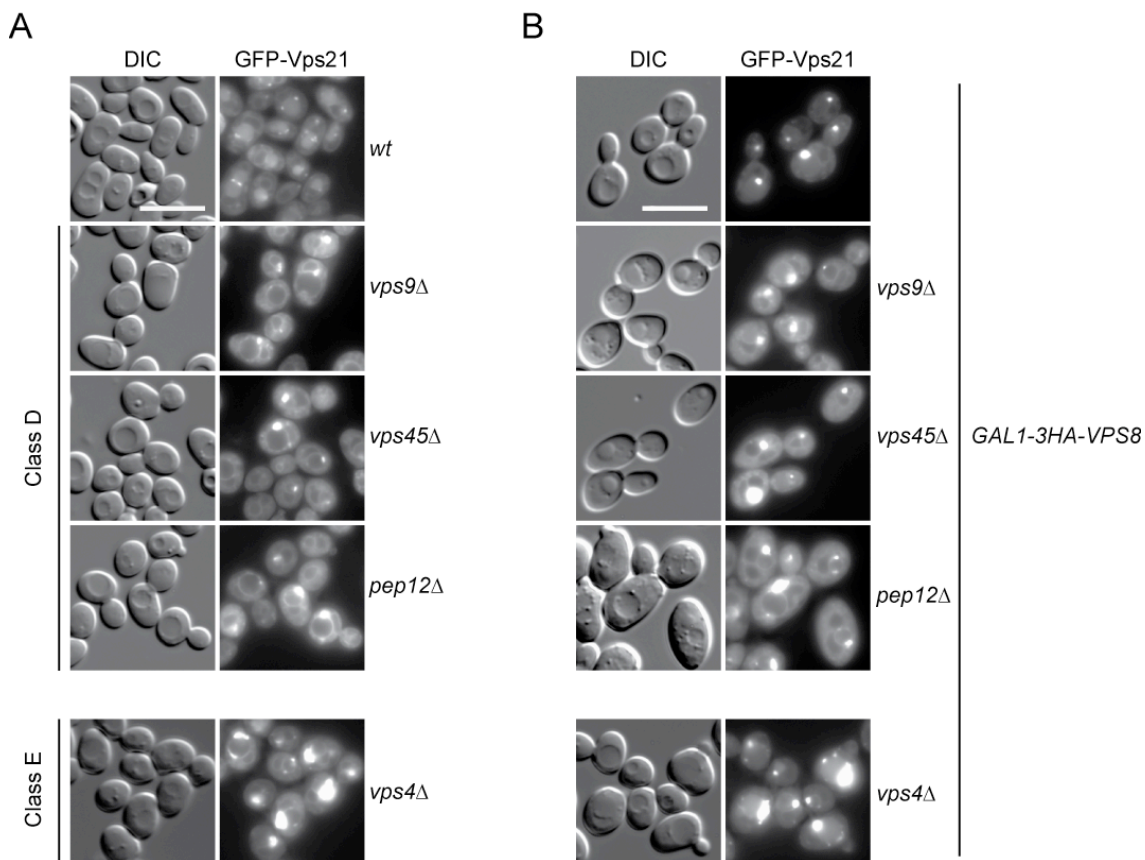 A
B
DIC GFP-Vps21
DIC GFP-Vps21
wt
Class D
vps9Δ
vps9Δ
vps45Δ
vps45Δ
GAL1-3HA-VPS8
pep12Δ
pep12Δ
Class E
vps4Δ
vps4Δ